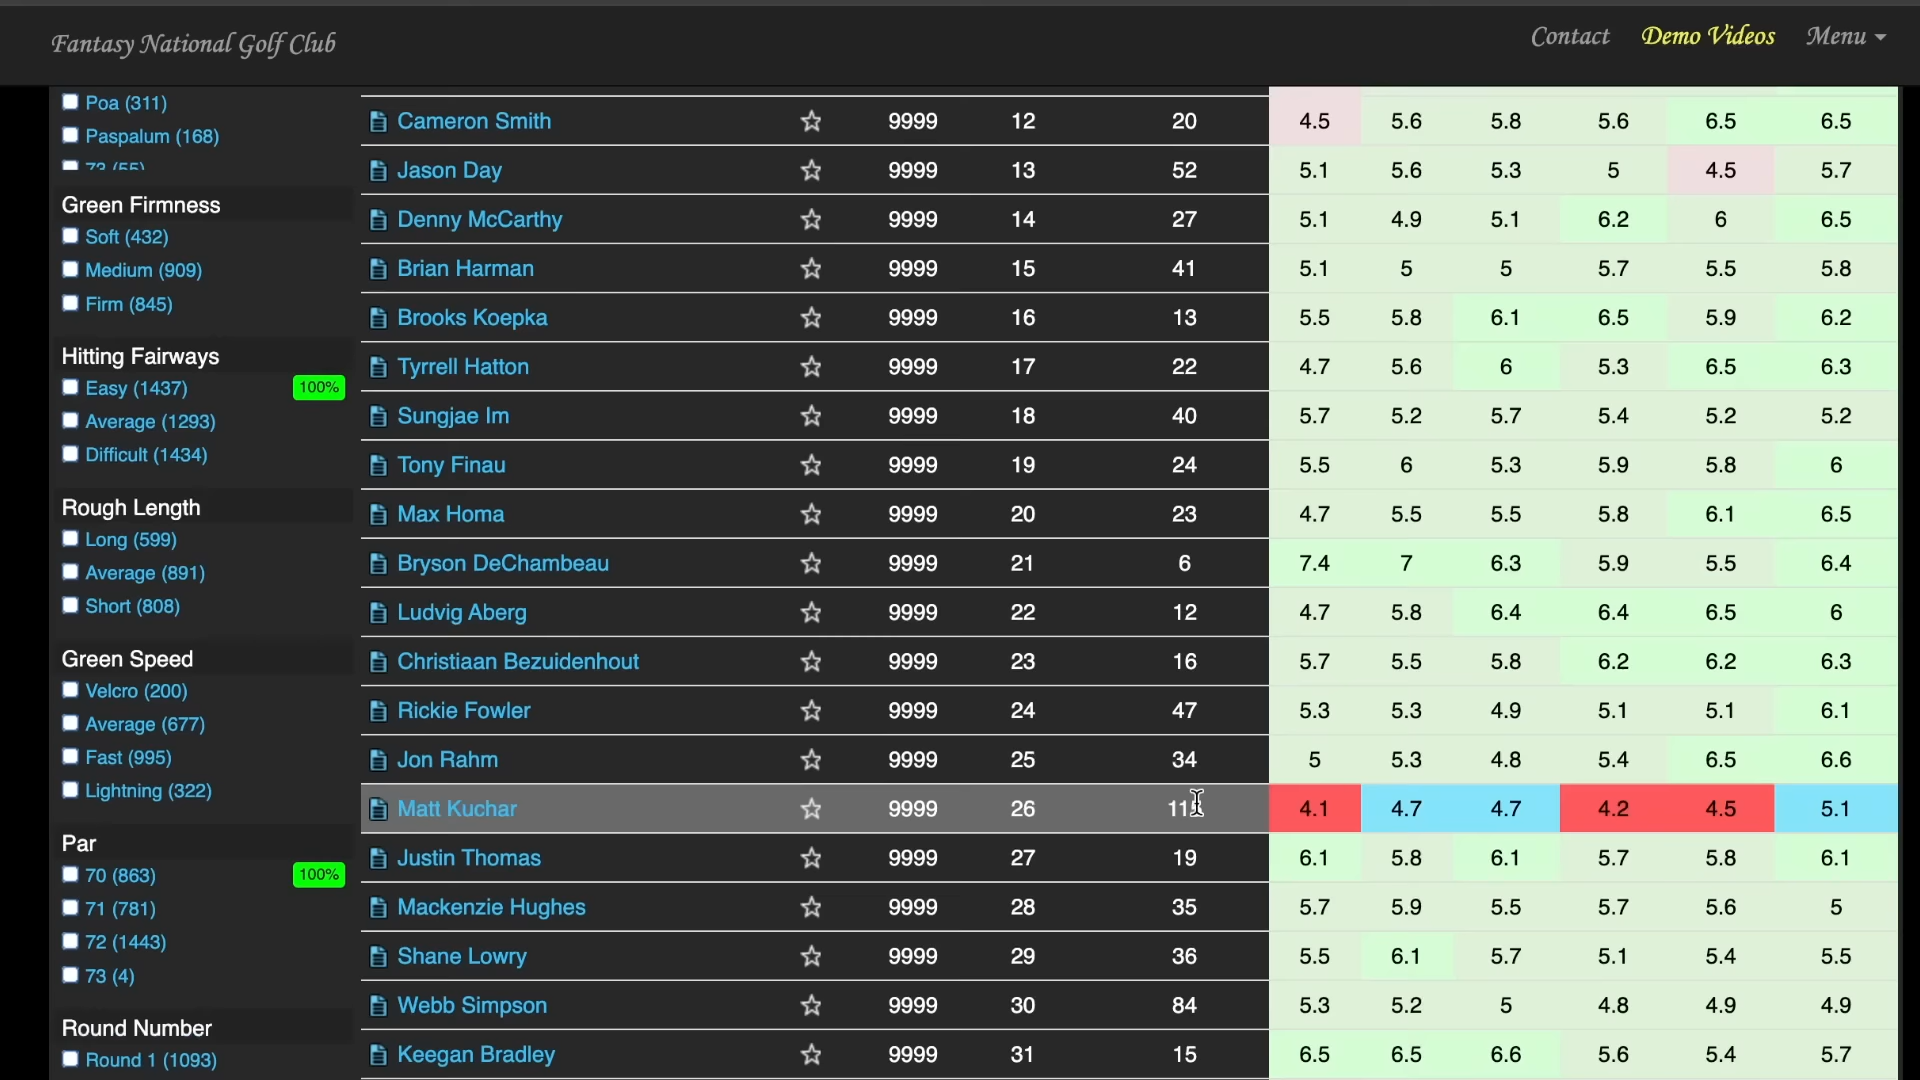 Fantasy National Golf Club
Contact Demo Videos Menu
Poa (311)
Paspalum (168)
Green Firmness
Soft (432)
Medium (909)
Firm (845)
Hitting Fairways
Easy (1437) 100%
Average (1293)
Difficult (1434)
Rough Length
Long (599)
Average (891)
Short (808)
Green Speed
Velcro (200)
Average (677)
Fast (995)
Lightning (322)
Par
70 (863) 100%
71 (781)
72 (1443)
73 (4)
Round Number
Round 1 (1093)
Cameron Smith 9999 12 20 4.5 5.6 5.8 5.6 6.5 6.5
Jason Day 9999 13 52 5.1 5.6 5.3 5 4.5 5.7
Denny McCarthy 9999 14 27 5.1 4.9 5.1 6.2 6 6.5
Brian Harman 9999 15 41 5.1 5 5 5.7 5.5 5.8
Brooks Koepka 9999 16 13 5.5 5.8 6.1 6.5 5.9 6.2
Tyrrell Hatton 9999 17 22 4.7 5.6 6 5.3 6.5 6.3
Sungjae Im 9999 18 40 5.7 5.2 5.7 5.4 5.2 5.2
Tony Finau 9999 19 24 5.5 6 5.3 5.9 5.8 6
Max Homa 9999 20 23 4.7 5.5 5.5 5.8 6.1 6.5
Bryson DeChambeau 9999 21 6 7.4 7 6.3 5.9 5.5 6.4
Ludvig Aberg 9999 22 12 4.7 5.8 6.4 6.4 6.5 6
Christiaan Bezuidenhout 9999 23 16 5.7 5.5 5.8 6.2 6.2 6.3
Rickie Fowler 9999 24 47 5.3 5.3 4.9 5.1 5.1 6.1
Jon Rahm 9999 25 34 5 5.3 4.8 5.4 6.5 6.6
Matt Kuchar 9999 26 4.1 4.7 4.7 4.2 4.5 5.1
Justin Thomas 9999 27 19 6.1 5.8 6.1 5.7 5.8 6.1
Mackenzie Hughes 9999 28 35 5.7 5.9 5.5 5.7 5.6 5
Shane Lowry 9999 29 36 5.5 6.1 5.7 5.1 5.4 5.5
Webb Simpson 9999 30 84 5.3 5.2 5 4.8 4.9 4.9
Keegan Bradley 9999 31 15 6.5 6.5 6.6 5.6 5.4 5.7